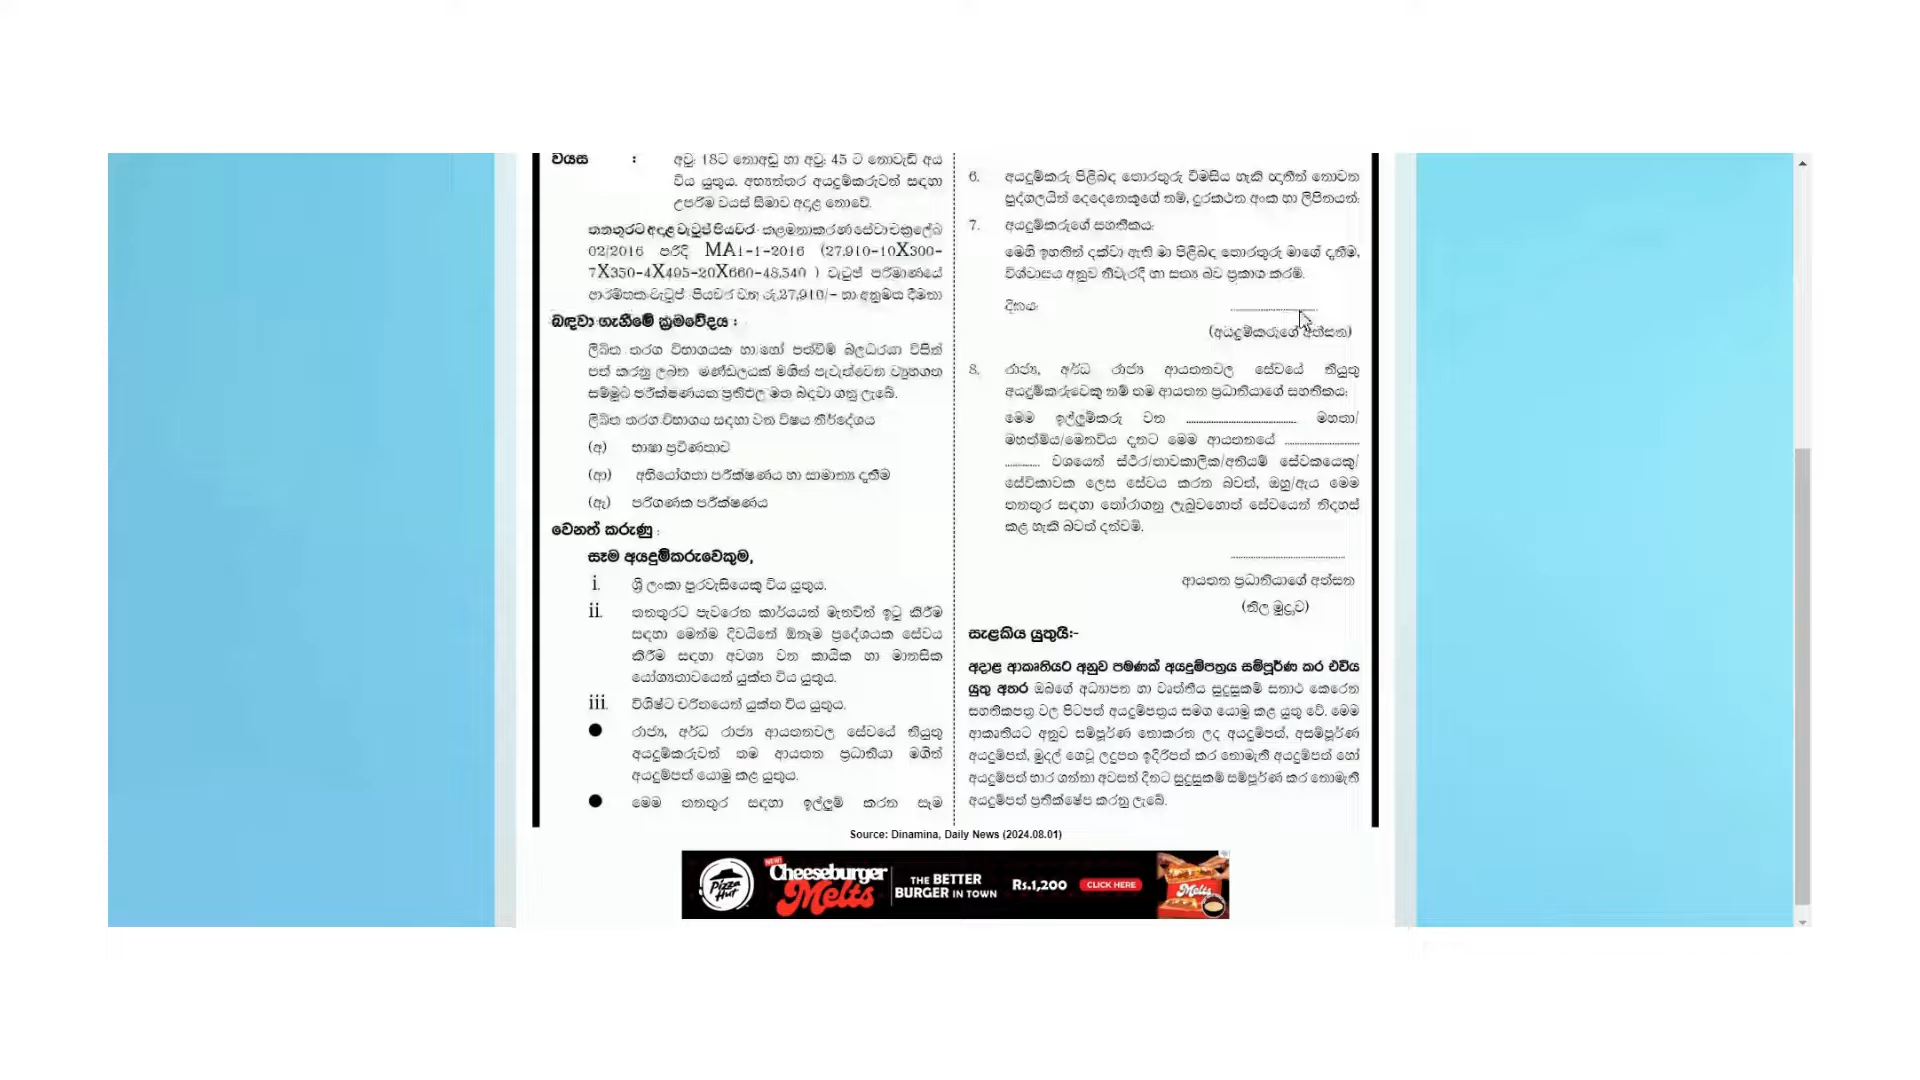 වයස : අවු: 18ට නොඅඩු හා අවු: 45 ට නොවැඩි අය
විය යුතුය. අභ්‍යන්තර අයදුම්කරුවන් සඳහා
උපරිම වයස් සීමාව අදාළ නොවේ.
තනතුරට අදාළ වැටුප් පියවර- කළමනාකරණ සේවා චක්‍රලේඛ
02/2016 පරිදි MA1-1-2016 (27,910-10X300-
7X350-4X495-20X660-48,540 ) වැටුප් පරිමාණයේ
ආරම්භක වැටුප් පියවර වන රු.27,910/- හා අනුමත දීමනා
බඳවා ගැනීමේ ක්‍රමවේදය :
ලිඛිත තරග විභාගයක හා/හෝ පත්වීම් බලධරයා විසින්
පත් කරනු ලබන මණ්ඩලයක් මගින් පැවැත්වෙන ව්‍යුහගත
සම්මුඛ පරීක්ෂණයක ප්‍රතිඵල මත බඳවා ගනු ලැබේ.
ලිඛිත තරග විභාගය සඳහා වන විෂය නිර්දේශය
(අ) භාෂා ප්‍රවීණතාව
(ආ) අභියෝගතා පරීක්ෂණය හා සාමාන්‍ය දැනීම
(ඇ) පරිගණක පරීක්ෂණය
වෙනත් කරුණු :
සෑම අයදුම්කරුවෙකුම,
i. ශ්‍රී ලංකා පුරවැසියෙකු විය යුතුය.
ii. තනතුරට පැවරෙන කාර්යයන් මැනවින් ඉටු කිරීම
සඳහා මෙන්ම දිවයිනේ ඕනෑම ප්‍රදේශයක සේවය
කිරීම සඳහා අවශ්‍ය වන කායික හා මානසික
යෝග්‍යතාවයෙන් යුක්ත විය යුතුය.
iii. විශිෂ්ට චරිතයෙන් යුක්ත විය යුතුය.
● රාජ්‍ය, අර්ධ රාජ්‍ය ආයතනවල සේවයේ නියුතු
අයදුම්කරුවන් තම ආයතන ප්‍රධානියා මගින්
අයදුම්පත් යොමු කළ යුතුය.
● මෙම තනතුර සඳහා ඉල්ලුම් කරන සෑම
6. අයදුම්කරු පිළිබඳ තොරතුරු විමසිය හැකි ඥාතීන් නොවන
පුද්ගලයින් දෙදෙනෙකුගේ නම්, දුරකථන අංක හා ලිපිනයන්:
7. අයදුම්කරුගේ සහතිකය:
මෙහි ඉහතින් දක්වා ඇති මා පිළිබඳ තොරතුරු මාගේ දැනීම,
විශ්වාසය අනුව නිවැරදි හා සත්‍ය බව ප්‍රකාශ කරමි.
දිනය: ........................
(අයදුම්කරුගේ අත්සන)
8. රාජ්‍ය, අර්ධ රාජ්‍ය ආයතනවල සේවයේ නියුතු
අයදුම්කරුවෙකු නම් තම ආයතන ප්‍රධානියාගේ සහතිකය:
මෙම ඉල්ලුම්කරු වන ........................ මහතා/
මහත්මිය/මෙනවිය දැනට මෙම ආයතනයේ ................
........ වශයෙන් ස්ථිර/තාවකාලික/අනියම් සේවකයෙකු/
සේවිකාවක ලෙස සේවය කරන බවත්, ඔහු/ඇය මෙම
තනතුර සඳහා තෝරාගනු ලැබුවහොත් සේවයෙන් නිදහස්
කළ හැකි බවත් දන්වමි.
................................
ආයතන ප්‍රධානියාගේ අත්සන
(නිල මුද්‍රාව)
සැළකිය යුතුයි:-
අදාළ ආකෘතියට අනුව පමණක් අයදුම්පත්‍රය සම්පූර්ණ කර එවිය
යුතු අතර ඔබගේ අධ්‍යාපන හා වෘත්තීය සුදුසුකම් සනාථ කෙරෙන
සහතිකපත්‍ර වල පිටපත් අයදුම්පත්‍රය සමග යොමු කළ යුතු වේ. මෙම
ආකෘතියට අනුව සම්පූර්ණ නොකරන ලද අයදුම්පත්, අසම්පූර්ණ
අයදුම්පත්, මුදල් ගෙවූ ලදුපත ඉදිරිපත් කර නොමැති අයදුම්පත් හෝ
අයදුම්පත් භාර ගන්නා අවසන් දිනට සුදුසුකම් සම්පූර්ණ කර නොමැති
අයදුම්පත් ප්‍රතික්ෂේප කරනු ලැබේ.
Source: Dinamina, Daily News (2024.08.01)
Pizza Hut
NEW!
Cheeseburger
Melts
THE BETTER
BURGER IN TOWN
Rs.1,200
CLICK HERE
Melts